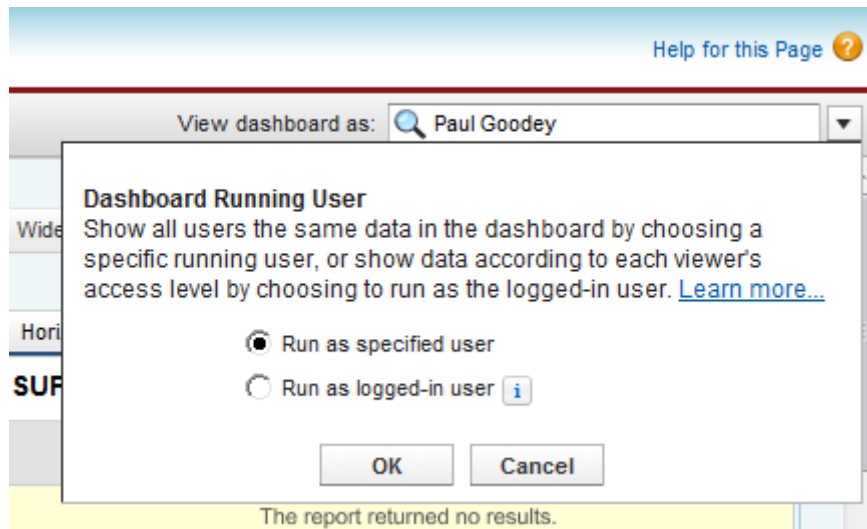 Help for this Page
View dashboard as: Paul Goodey
Dashboard Running User
Wide
Show all users the same data in the dashboard by choosing a
specific running user, or show data according to each viewer's
access level by choosing to run as the logged-in user. Learn more...
Hori
Run as specified user
SUF
Run as logged-in user i
OK Cancel
The report returned no results.